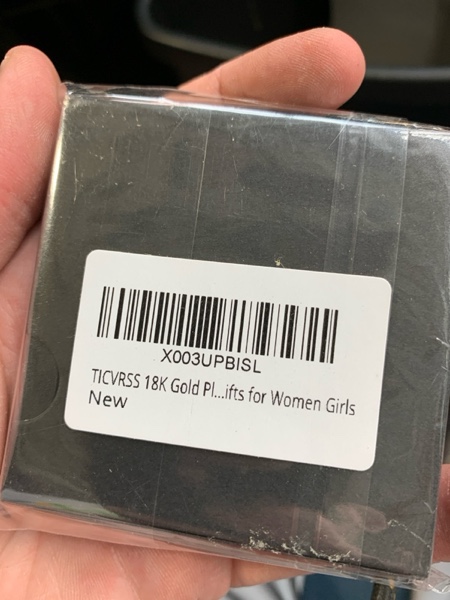 X003UPBISL
TICVRSS 18K Gold Pl...ifts for Women Girls
New